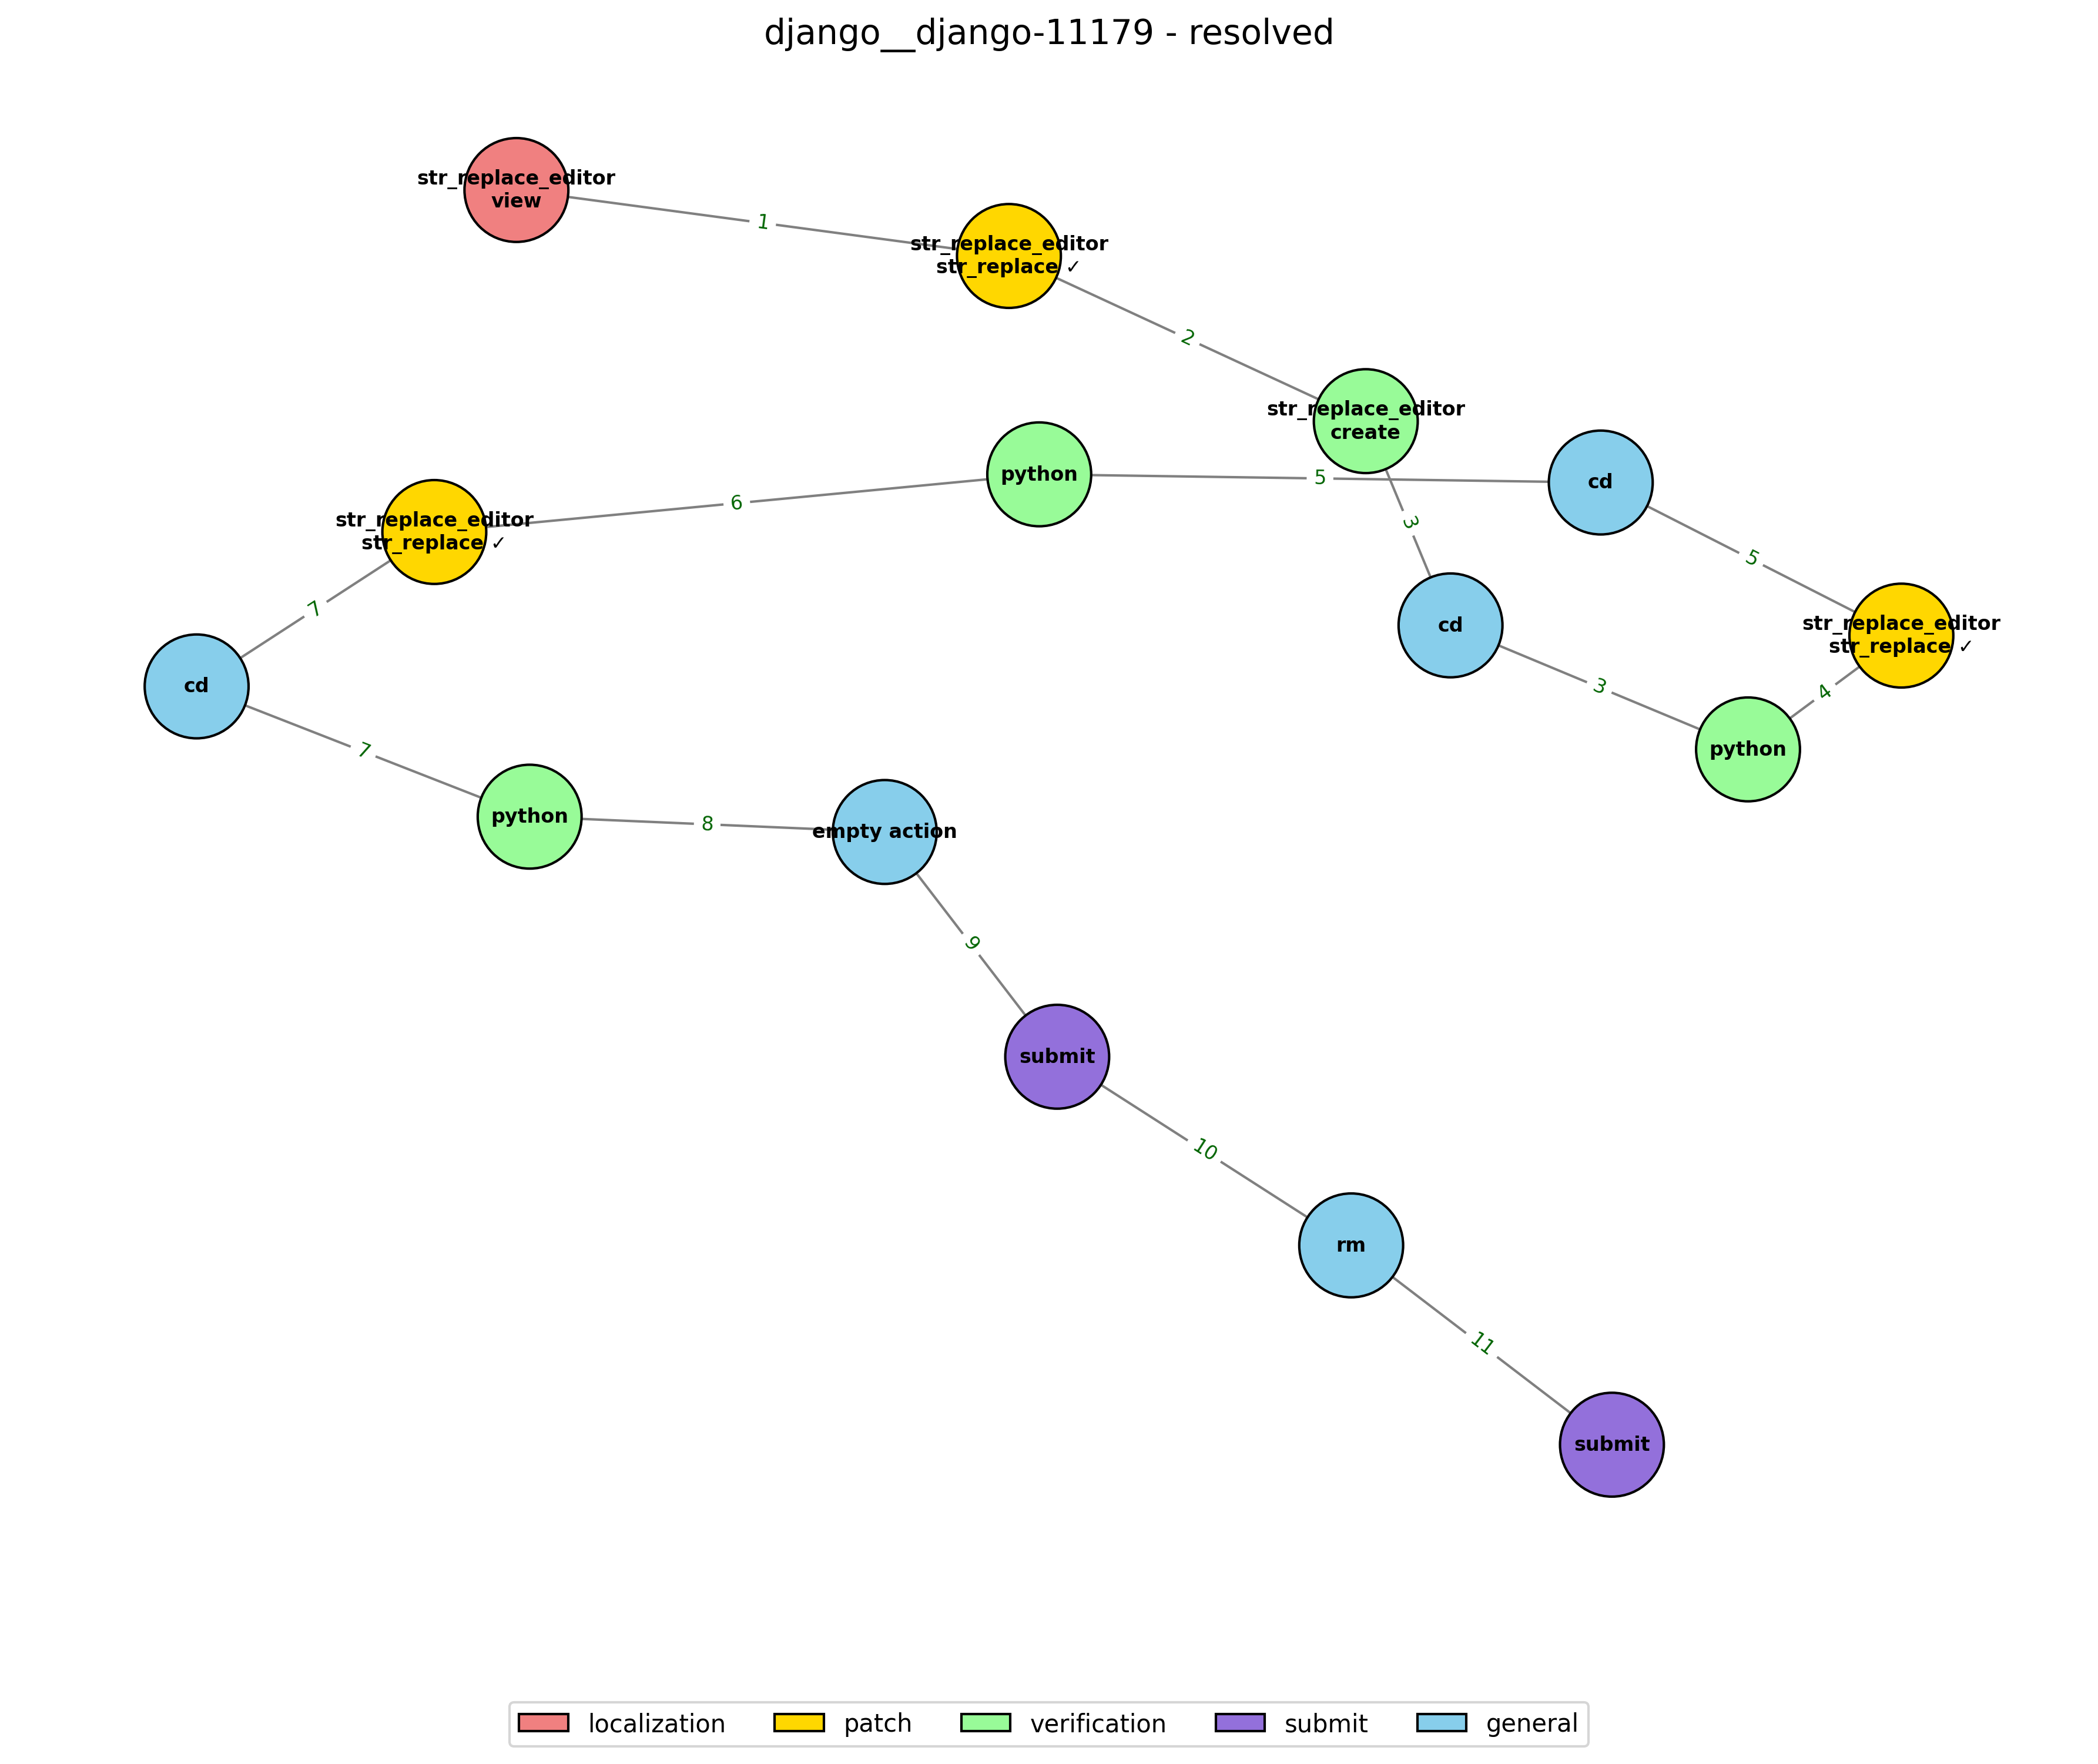 django__django-11179 - resolved
str_replace_editor
view
1
str_replace_editor
str_replace ✓
2
str_replace_editor
create
python
5
cd
str_replace_editor
str_replace ✓
6
3
5
cd
str_replace_editor
str_replace ✓
7
cd
3
4
python
7
python
8
empty action
9
submit
10
rm
11
submit
localization
patch
verification
submit
general